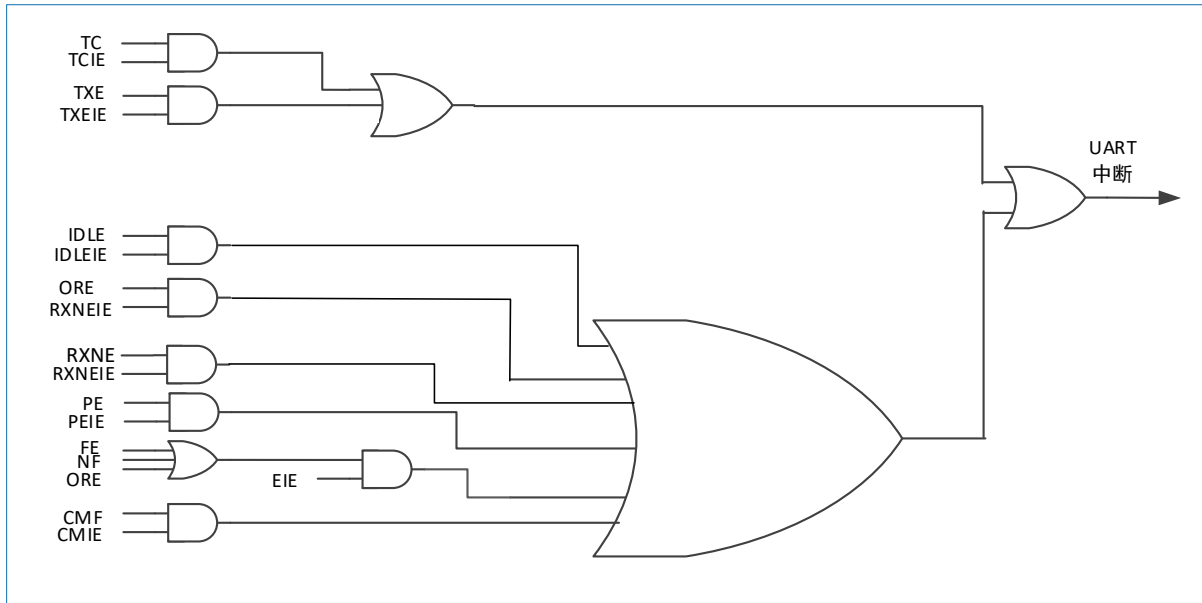 TC
TCIE
TXE
TXEIE
UART
中断
IDLE
IDLEIE
ORE
RXNEIE
RXNE
RXNEIE
PE
PEIE
FE
NF
ORE
EIE
CMF
CMIE